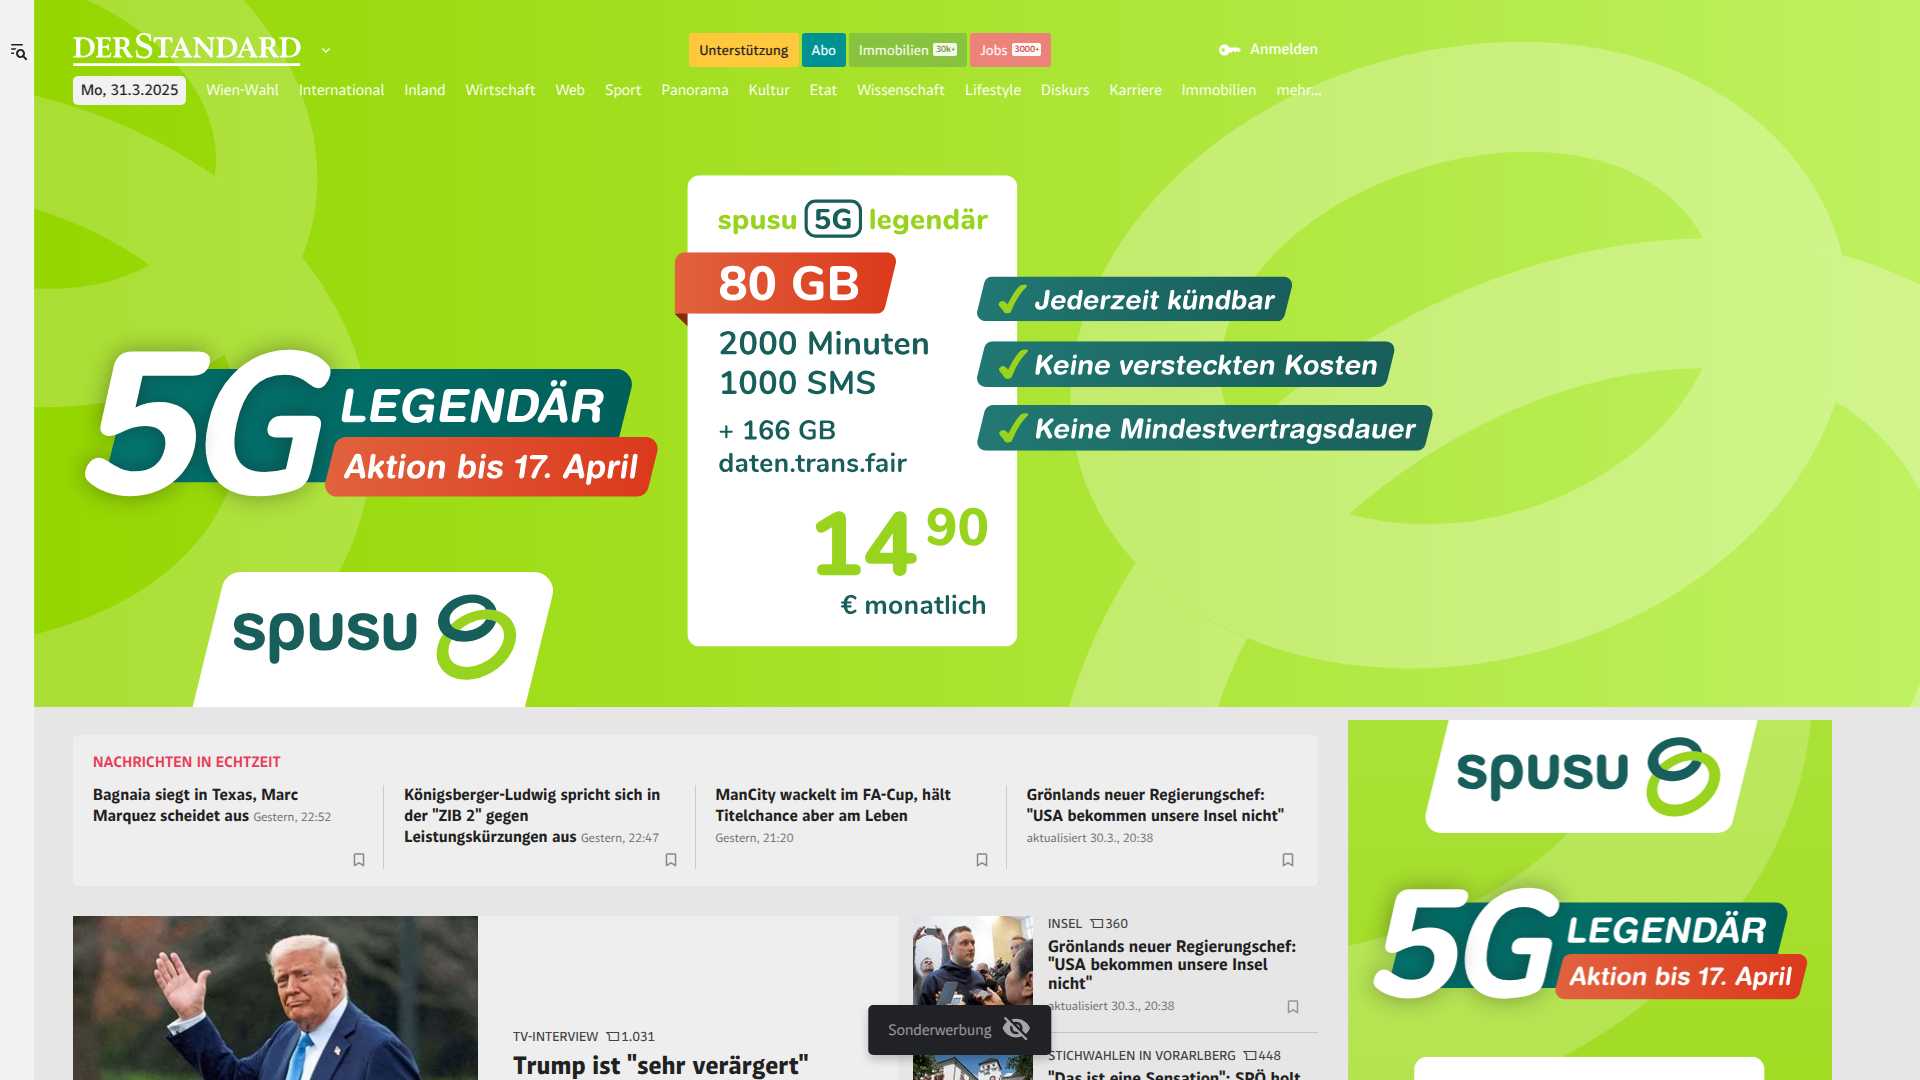 DERSTANDARD
Unterstützung
Abo
Immobilien 30k+
Jobs 3000+
Anmelden
Mo, 31.3.2025
Wien-Wahl
International
Inland
Wirtschaft
Web
Sport
Panorama
Kultur
Etat
Wissenschaft
Lifestyle
Diskurs
Karriere
Immobilien
mehr...
spusu 5G legendär
80 GB
2000 Minuten
1000 SMS
+ 166 GB
daten.trans.fair
14 90
€ monatlich
Jederzeit kündbar
Keine versteckten Kosten
Keine Mindestvertragsdauer
5G LEGENDÄR
Aktion bis 17. April
spusu
NACHRICHTEN IN ECHTZEIT
Bagnaia siegt in Texas, Marc
Marquez scheidet aus Gestern, 22:52
Königsberger-Ludwig spricht sich in
der "ZIB 2" gegen
Leistungskürzungen aus Gestern, 22:47
ManCity wackelt im FA-Cup, hält
Titelchance aber am Leben
Gestern, 21:20
Grönlands neuer Regierungschef:
"USA bekommen unsere Insel nicht"
aktualisiert 30.3., 20:38
TV-INTERVIEW 1.031
Trump ist "sehr verärgert"
INSEL 360
Grönlands neuer Regierungschef:
"USA bekommen unsere Insel
nicht"
aktualisiert 30.3., 20:38
Sonderwerbung
STICHWAHLEN IN VORARLBERG 448
"Das ist eine Sensation": SPÖ holt
spusu
5G LEGENDÄR
Aktion bis 17. April